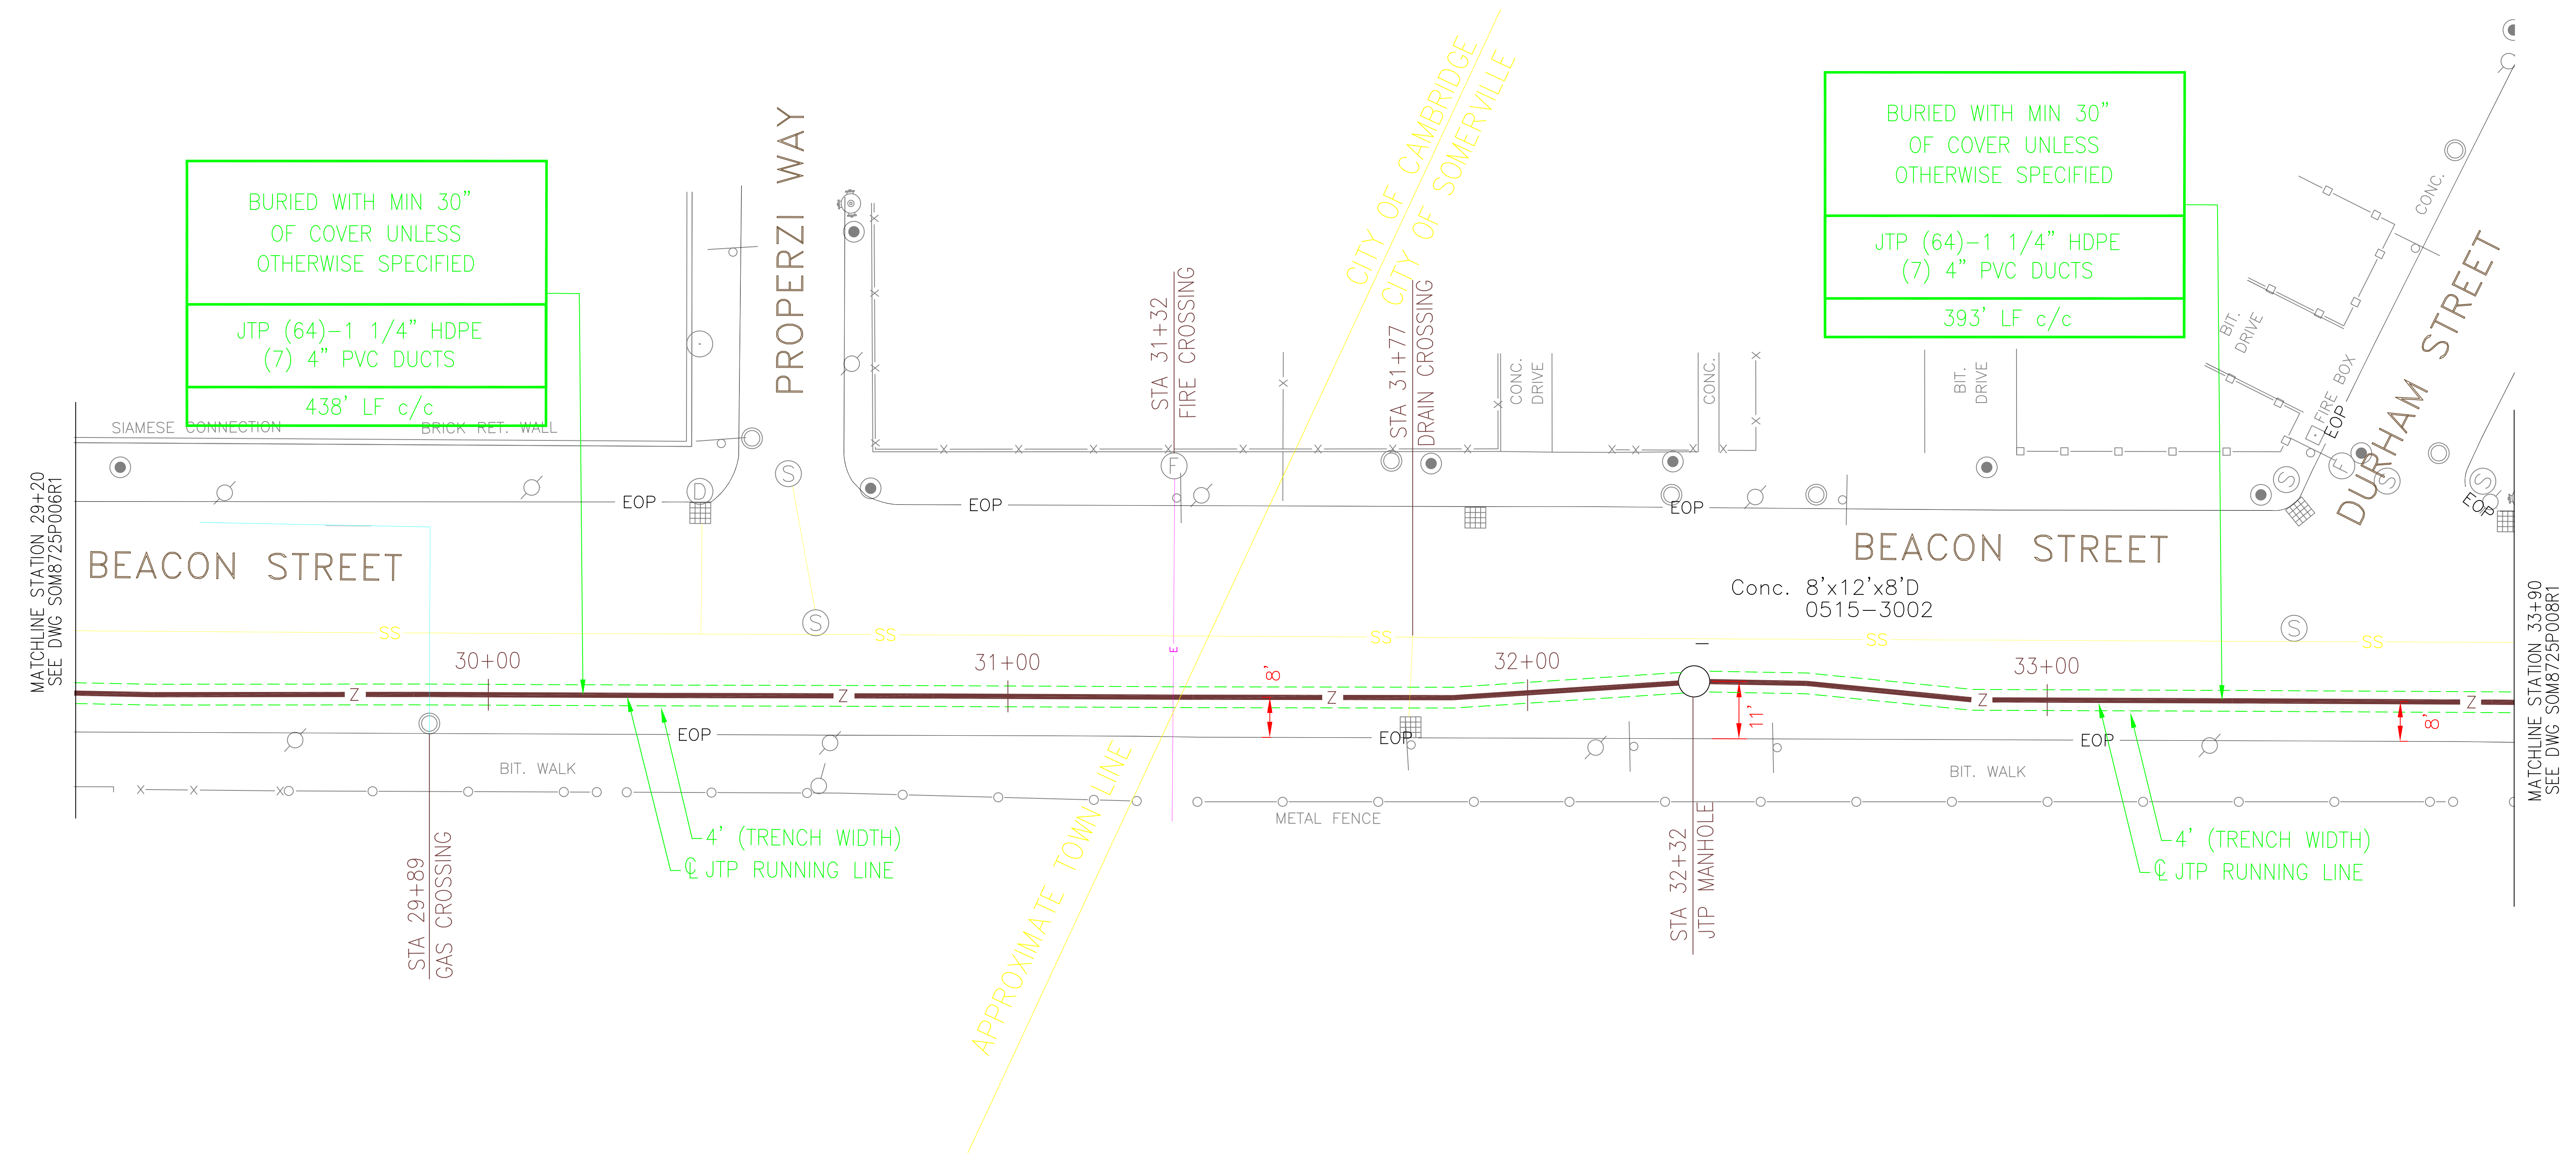 MATCHLINE STATION 29+20
SEE DWG SOM8725P006R1
BURIED WITH MIN 30"
OF COVER UNLESS
OTHERWISE SPECIFIED
JTP (64)-1 1/4" HDPE
(7) 4" PVC DUCTS
438' LF c/c
SIAMESE CONNECTION
BRICK RET. WALL
PROPERZI WAY
D
S
EOP
BEACON STREET
S
EOP
STA 31+32
FIRE CROSSING
F
CITY OF CAMBRIDGE
CITY OF SOMERVILLE
STA 31+77
DRAIN CROSSING
CONC.
DRIVE
CONC.
BURIED WITH MIN 30"
OF COVER UNLESS
OTHERWISE SPECIFIED
JTP (64)-1 1/4" HDPE
(7) 4" PVC DUCTS
393' LF c/c
BIT.
DRIVE
BIT.
DRIVE
CONC.
FIRE BOX
EOP
DURHAM STREET
S
F
S
S
EOP
EOP
BEACON STREET
Conc. 8'x12'x8'D
0515-3002
S
SS
SS
SS
SS
SS
E
30+00
31+00
32+00
33+00
Z
Z
Z
Z
Z
8'
11'
8'
EOP
EOP
EOP
BIT. WALK
BIT. WALK
METAL FENCE
4' (TRENCH WIDTH)
℄ JTP RUNNING LINE
4' (TRENCH WIDTH)
℄ JTP RUNNING LINE
STA 29+89
GAS CROSSING
APPROXIMATE TOWN LINE
STA 32+32
JTP MANHOLE
MATCHLINE STATION 33+90
SEE DWG SOM8725P008R1